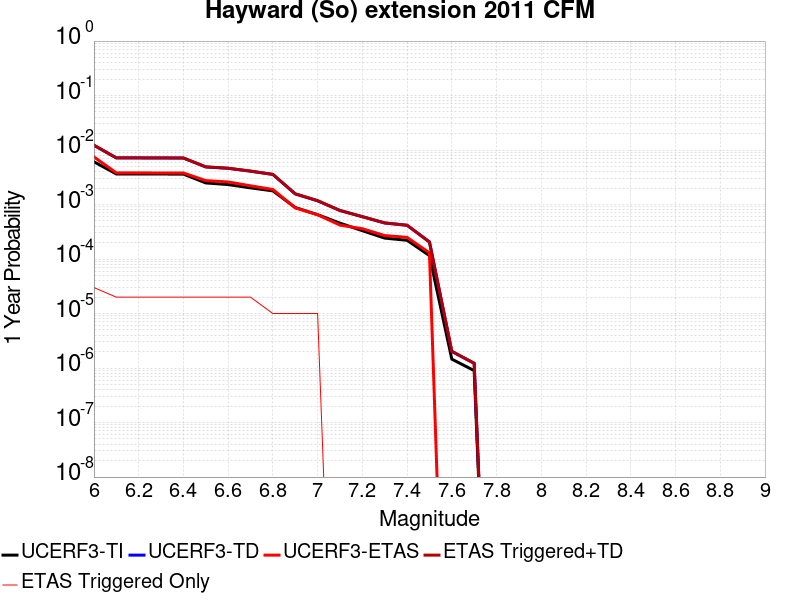 Hayward (So) extension 2011 CFM
10^0
10^-1
10^-2
10^-3
10^-4
10^-5
10^-6
10^-7
10^-8
1 Year Probability
6 6.2 6.4 6.6 6.8 7 7.2 7.4 7.6 7.8 8 8.2 8.4 8.6 8.8 9
Magnitude
UCERF3-TI UCERF3-TD UCERF3-ETAS ETAS Triggered+TD
ETAS Triggered Only